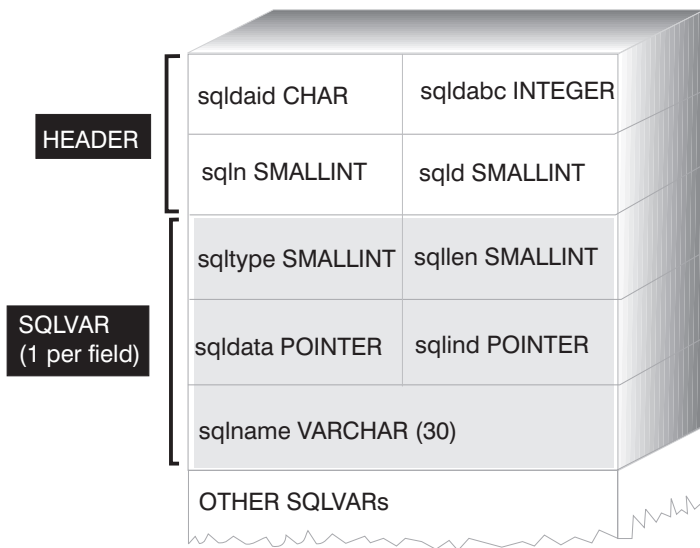 HEADER
sqldaid CHAR
sqldabc INTEGER
sqln SMALLINT
sqld SMALLINT
SQLVAR
(1 per field)
sqltype SMALLINT
sqllen SMALLINT
sqldata POINTER
sqlind POINTER
sqlname VARCHAR (30)
OTHER SQLVARs